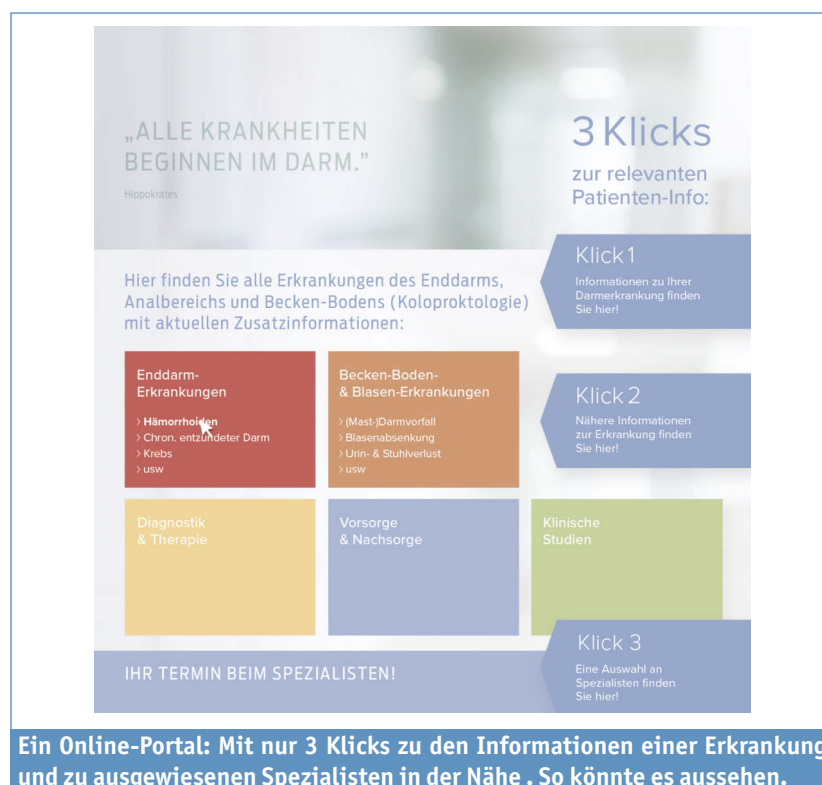 „ALLE KRANKHEITEN
BEGINNEN IM DARM."
Hippokrates
3 Klicks
zur relevanten
Patienten-Info:
Klick 1
Informationen zu Ihrer
Darmerkrankung finden
Sie hier!
Hier finden Sie alle Erkrankungen des Enddarms,
Analbereichs und Becken-Bodens (Koloproktologie)
mit aktuellen Zusatzinformationen:
Enddarm-
Erkrankungen
> Hämorrhoiden
> Chron. entzündeter Darm
> Krebs
> usw
Becken-Boden-
& Blasen-Erkrankungen
> (Mast-)Darmvorfall
> Blasenabsenkung
> Urin- & Stuhlverlust
> usw
Klick 2
Nähere Informationen
zur Erkrankung finden
Sie hier!
Diagnostik
& Therapie
Vorsorge
& Nachsorge
Klinische
Studien
IHR TERMIN BEIM SPEZIALISTEN!
Klick 3
Eine Auswahl an
Spezialisten finden
Sie hier!
Ein Online-Portal: Mit nur 3 Klicks zu den Informationen einer Erkrankung
und zu ausgewiesenen Spezialisten in der Nähe . So könnte es aussehen.